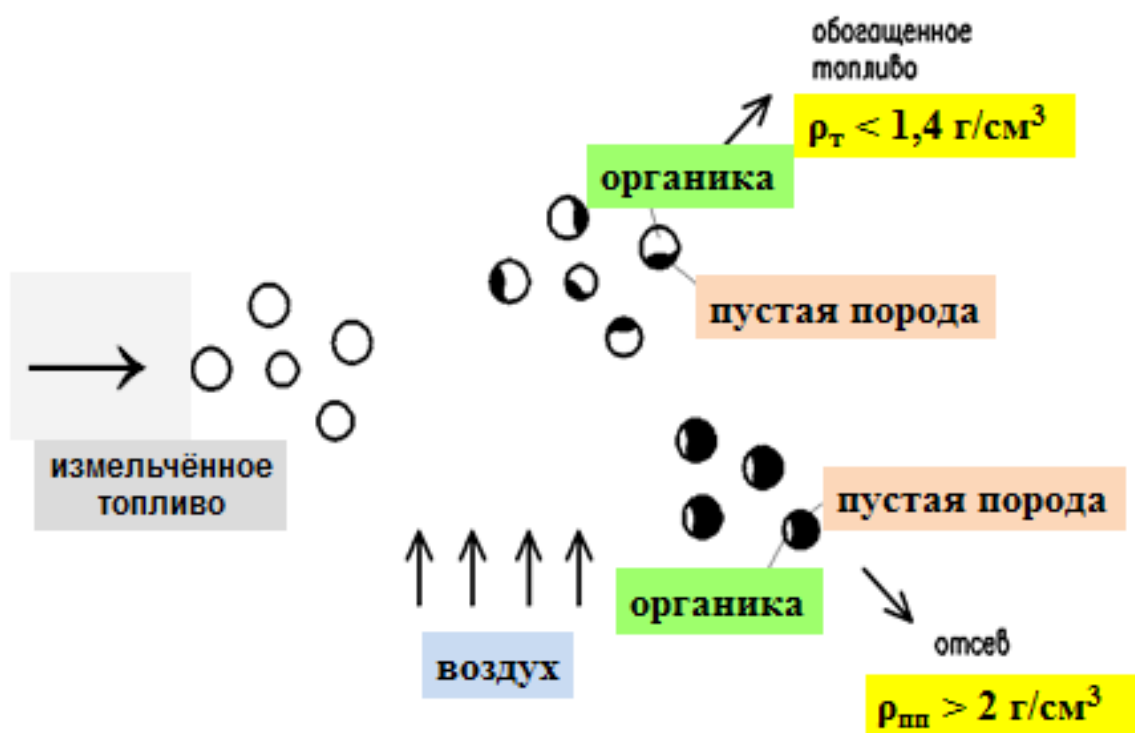 обогащенное
топливо
ρт < 1,4 г/см³
органика
пустая порода
измельчённое
топливо
пустая порода
органика
воздух
отсев
ρпп > 2 г/см³